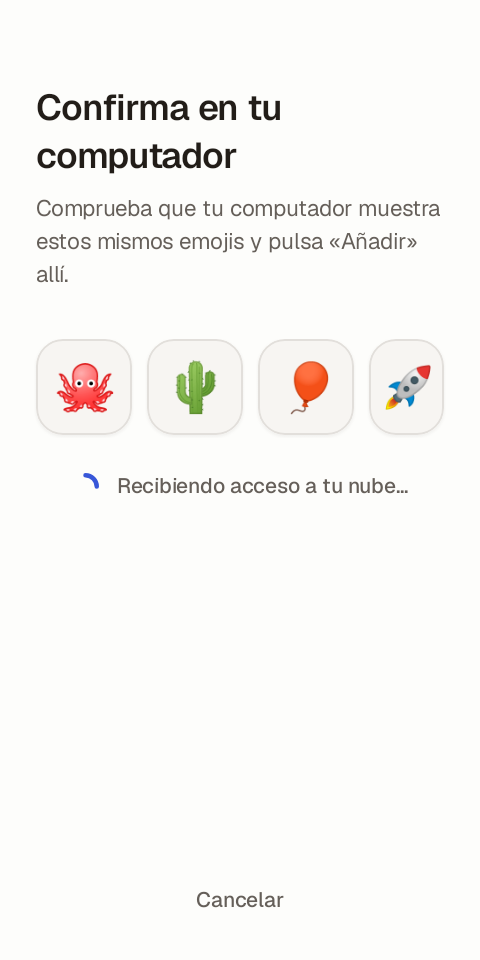 Confirma en tu
computador
Comprueba que tu computador muestra
estos mismos emojis y pulsa «Añadir»
allí.
Recibiendo acceso a tu nube…
Cancelar